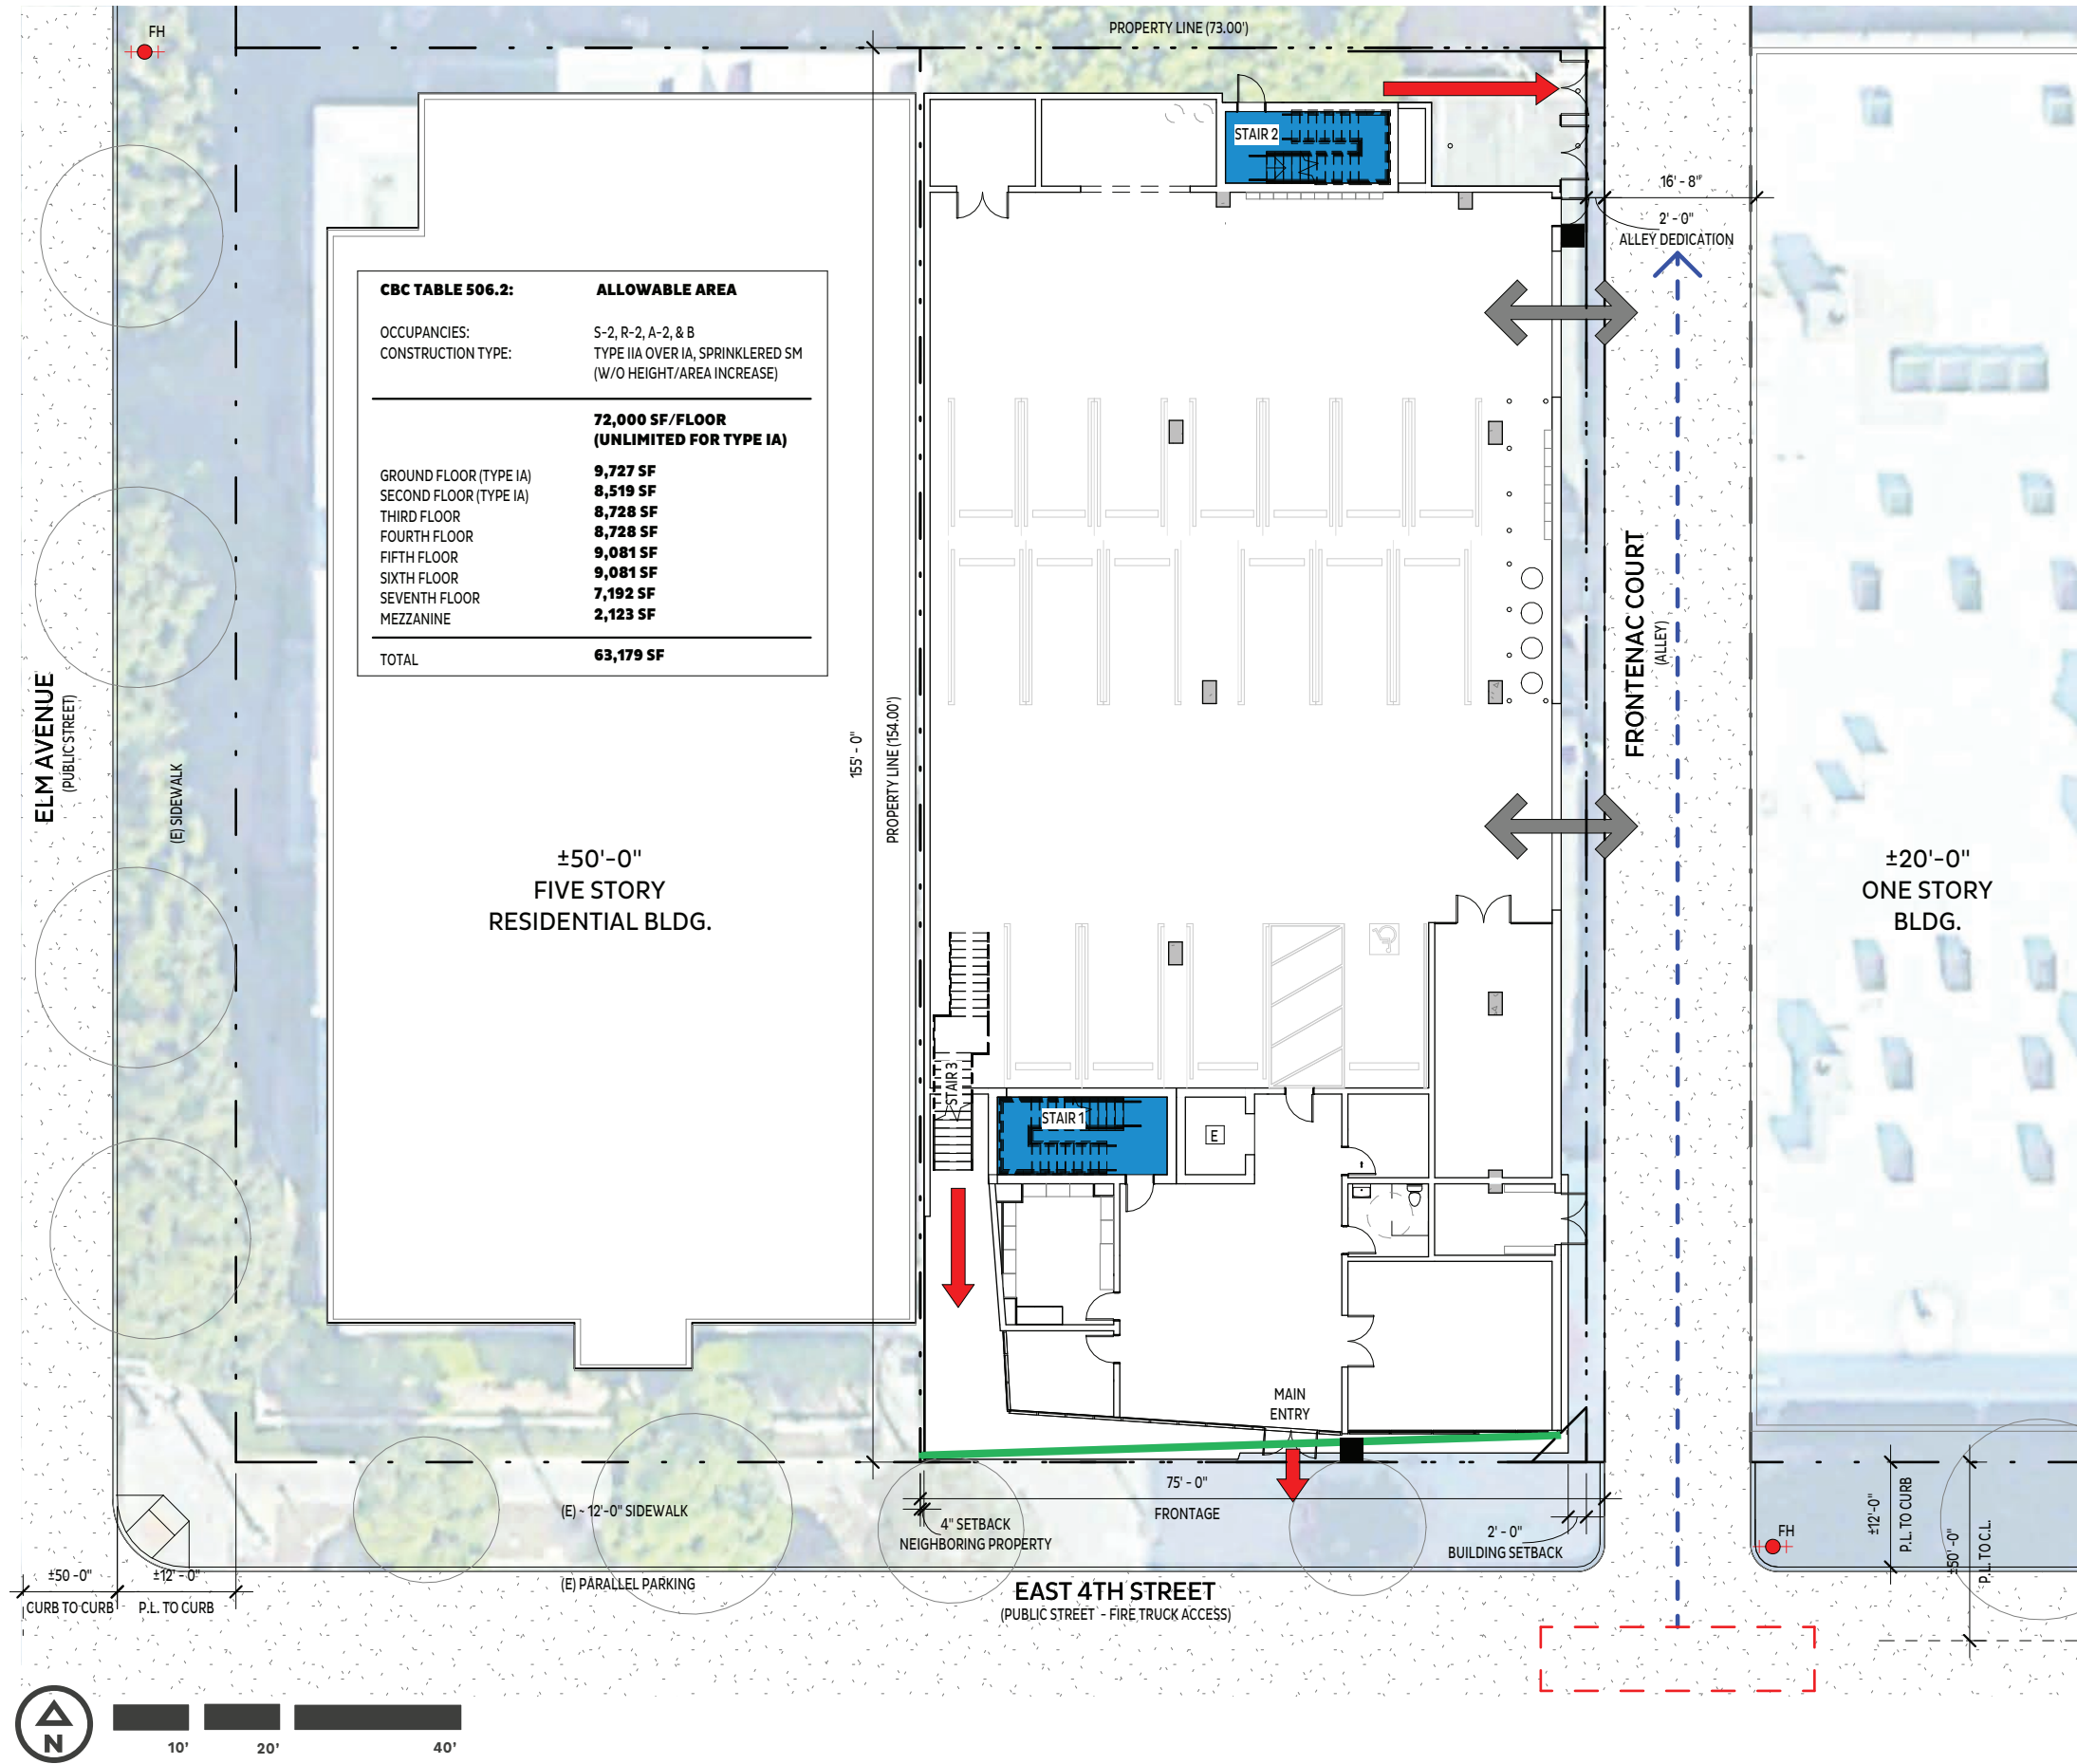 FH
PROPERTY LINE (73.00')
STAIR 2
16' - 8"
2' - 0"
ALLEY DEDICATION
CBC TABLE 506.2: ALLOWABLE AREA
OCCUPANCIES: S-2, R-2, A-2, & B
CONSTRUCTION TYPE: TYPE IIA OVER IA, SPRINKLERED SM
(W/O HEIGHT/AREA INCREASE)
72,000 SF/FLOOR
(UNLIMITED FOR TYPE IA)
GROUND FLOOR (TYPE IA) 9,727 SF
SECOND FLOOR (TYPE IA) 8,519 SF
THIRD FLOOR 8,728 SF
FOURTH FLOOR 8,728 SF
FIFTH FLOOR 9,081 SF
SIXTH FLOOR 9,081 SF
SEVENTH FLOOR 7,192 SF
MEZZANINE 2,123 SF
TOTAL 63,179 SF
ELM AVENUE
(PUBLIC STREET)
(E) SIDEWALK
155' - 0"
PROPERTY LINE (154.00')
FRONTENAC COURT
(ALLEY)
±50'-0"
FIVE STORY
RESIDENTIAL BLDG.
±20'-0"
ONE STORY
BLDG.
STAIR 3
STAIR 1
E
MAIN
ENTRY
75' - 0"
FRONTAGE
(E) ~ 12'-0" SIDEWALK
4" SETBACK
NEIGHBORING PROPERTY
2' - 0"
BUILDING SETBACK
FH
±12'-0"
P.L. TO CURB
±50' -0"
P.L. TO C.L.
±50 -0"
CURB TO CURB
±12' -0"
P.L. TO CURB
(E) PARALLEL PARKING
EAST 4TH STREET
(PUBLIC STREET - FIRE TRUCK ACCESS)
N
10'
20'
40'